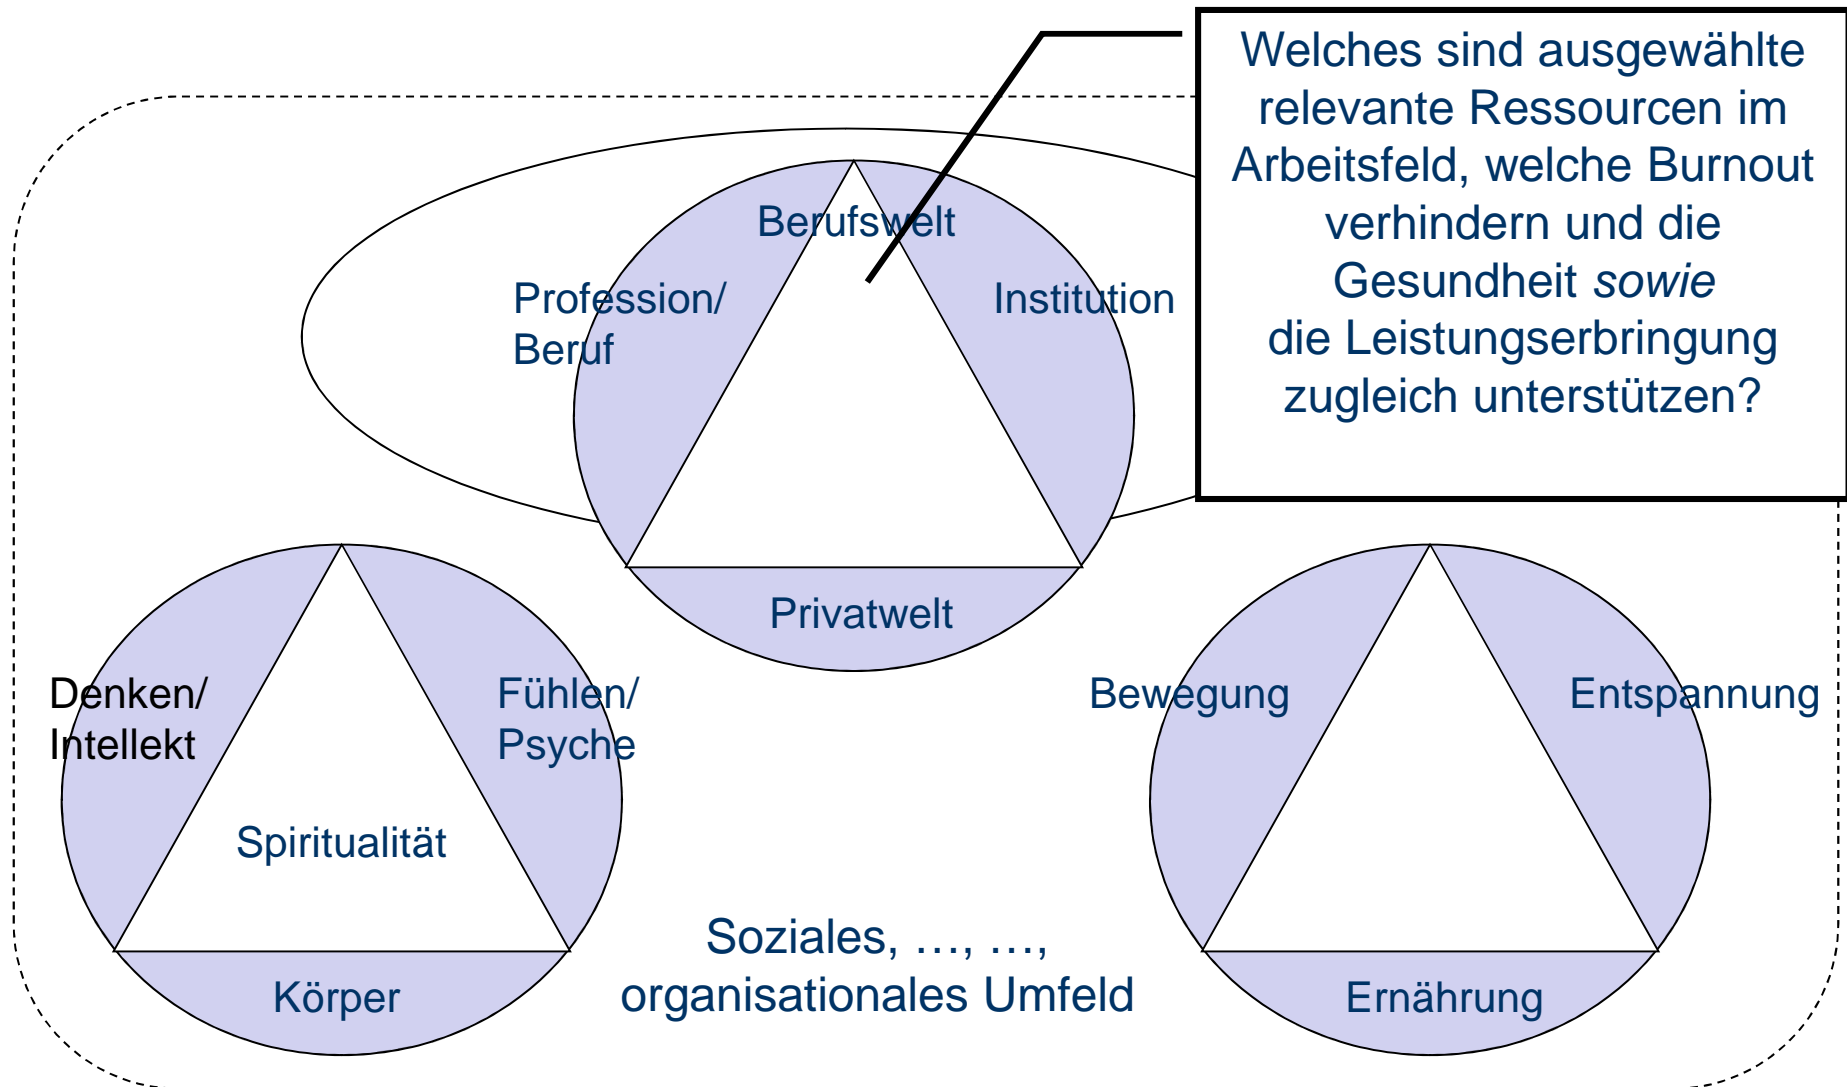 Welches sind ausgewählte
relevante Ressourcen im
Arbeitsfeld, welche Burnout
verhindern und die
Gesundheit sowie
die Leistungserbringung
zugleich unterstützen?
Berufswelt
Profession/
Beruf
Institution
Privatwelt
Denken/
Intellekt
Fühlen/
Psyche
Spiritualität
Körper
Bewegung
Entspannung
Ernährung
Soziales, …, …,
organisationales Umfeld